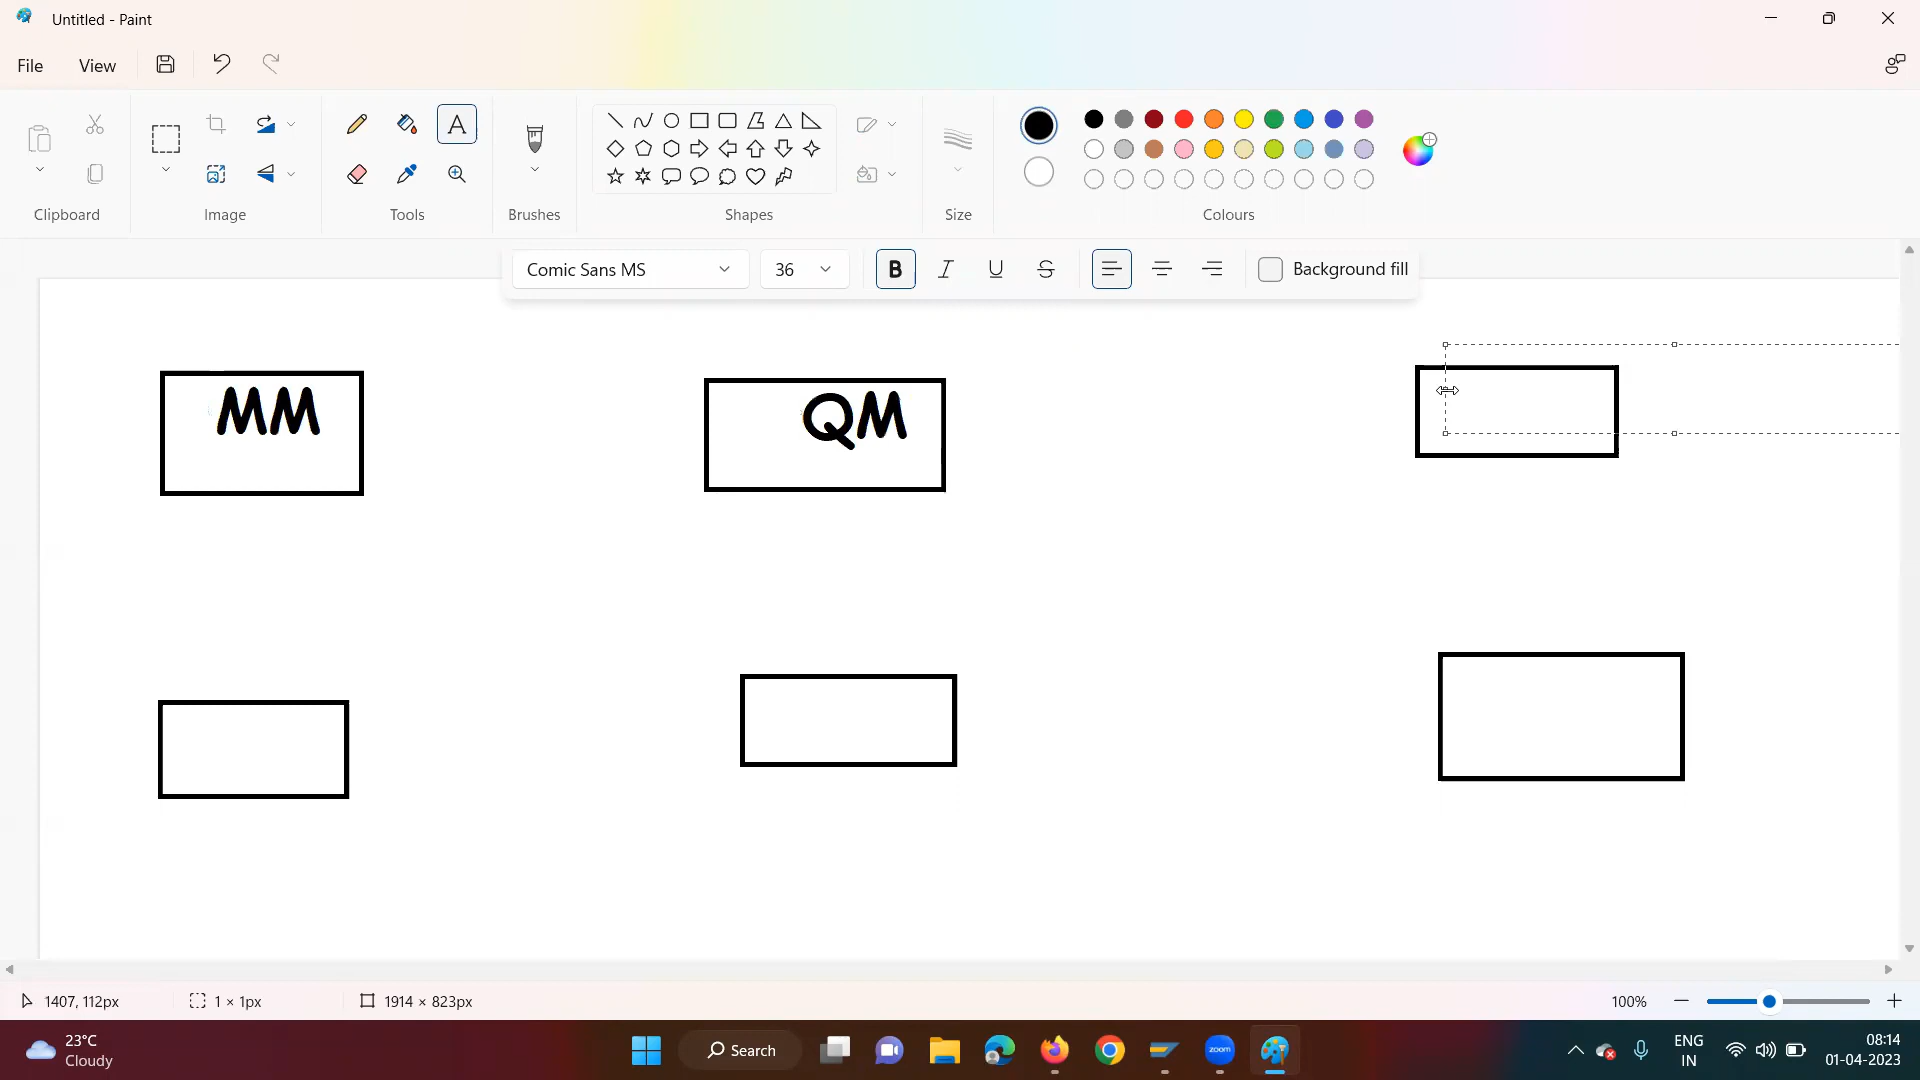 Untitled - Paint
File View
Clipboard Image Tools Brushes Shapes Size Colours
Comic Sans MS 36 B I U S Background fill
MM QM
1407, 112px 1 × 1px 1914 × 823px 100%
23°C
Cloudy
Search
zoom
ENG
IN
08:14
01-04-2023